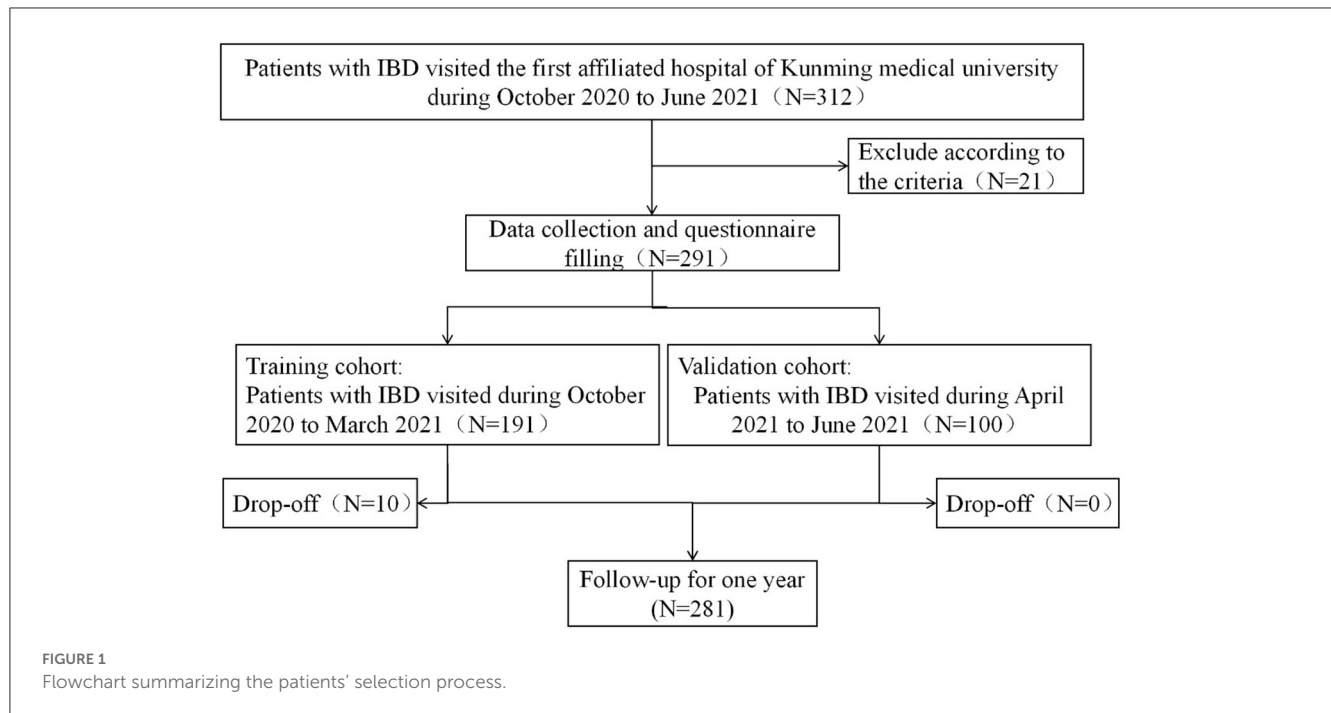 Patients with IBD visited the first affiliated hospital of Kunming medical university
during October 2020 to June 2021（N=312）
Exclude according to
the criteria（N=21）
Data collection and questionnaire
filling（N=291）
Training cohort:
Patients with IBD visited during October
2020 to March 2021（N=191）
Validation cohort:
Patients with IBD visited during April
2021 to June 2021（N=100）
Drop-off（N=10）
Drop-off（N=0）
Follow-up for one year
(N=281)
FIGURE 1
Flowchart summarizing the patients’ selection process.